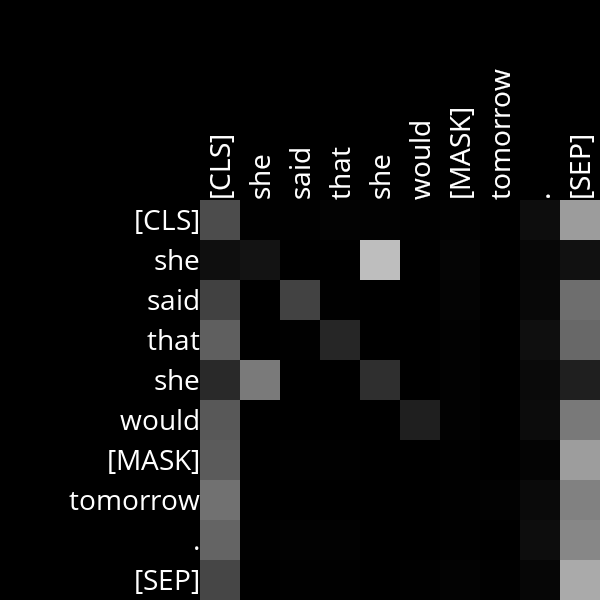 [CLS]
she
said
that
she
would
[MASK]
tomorrow
.
[SEP]
[CLS]
she
said
that
she
would
[MASK]
tomorrow
.
[SEP]